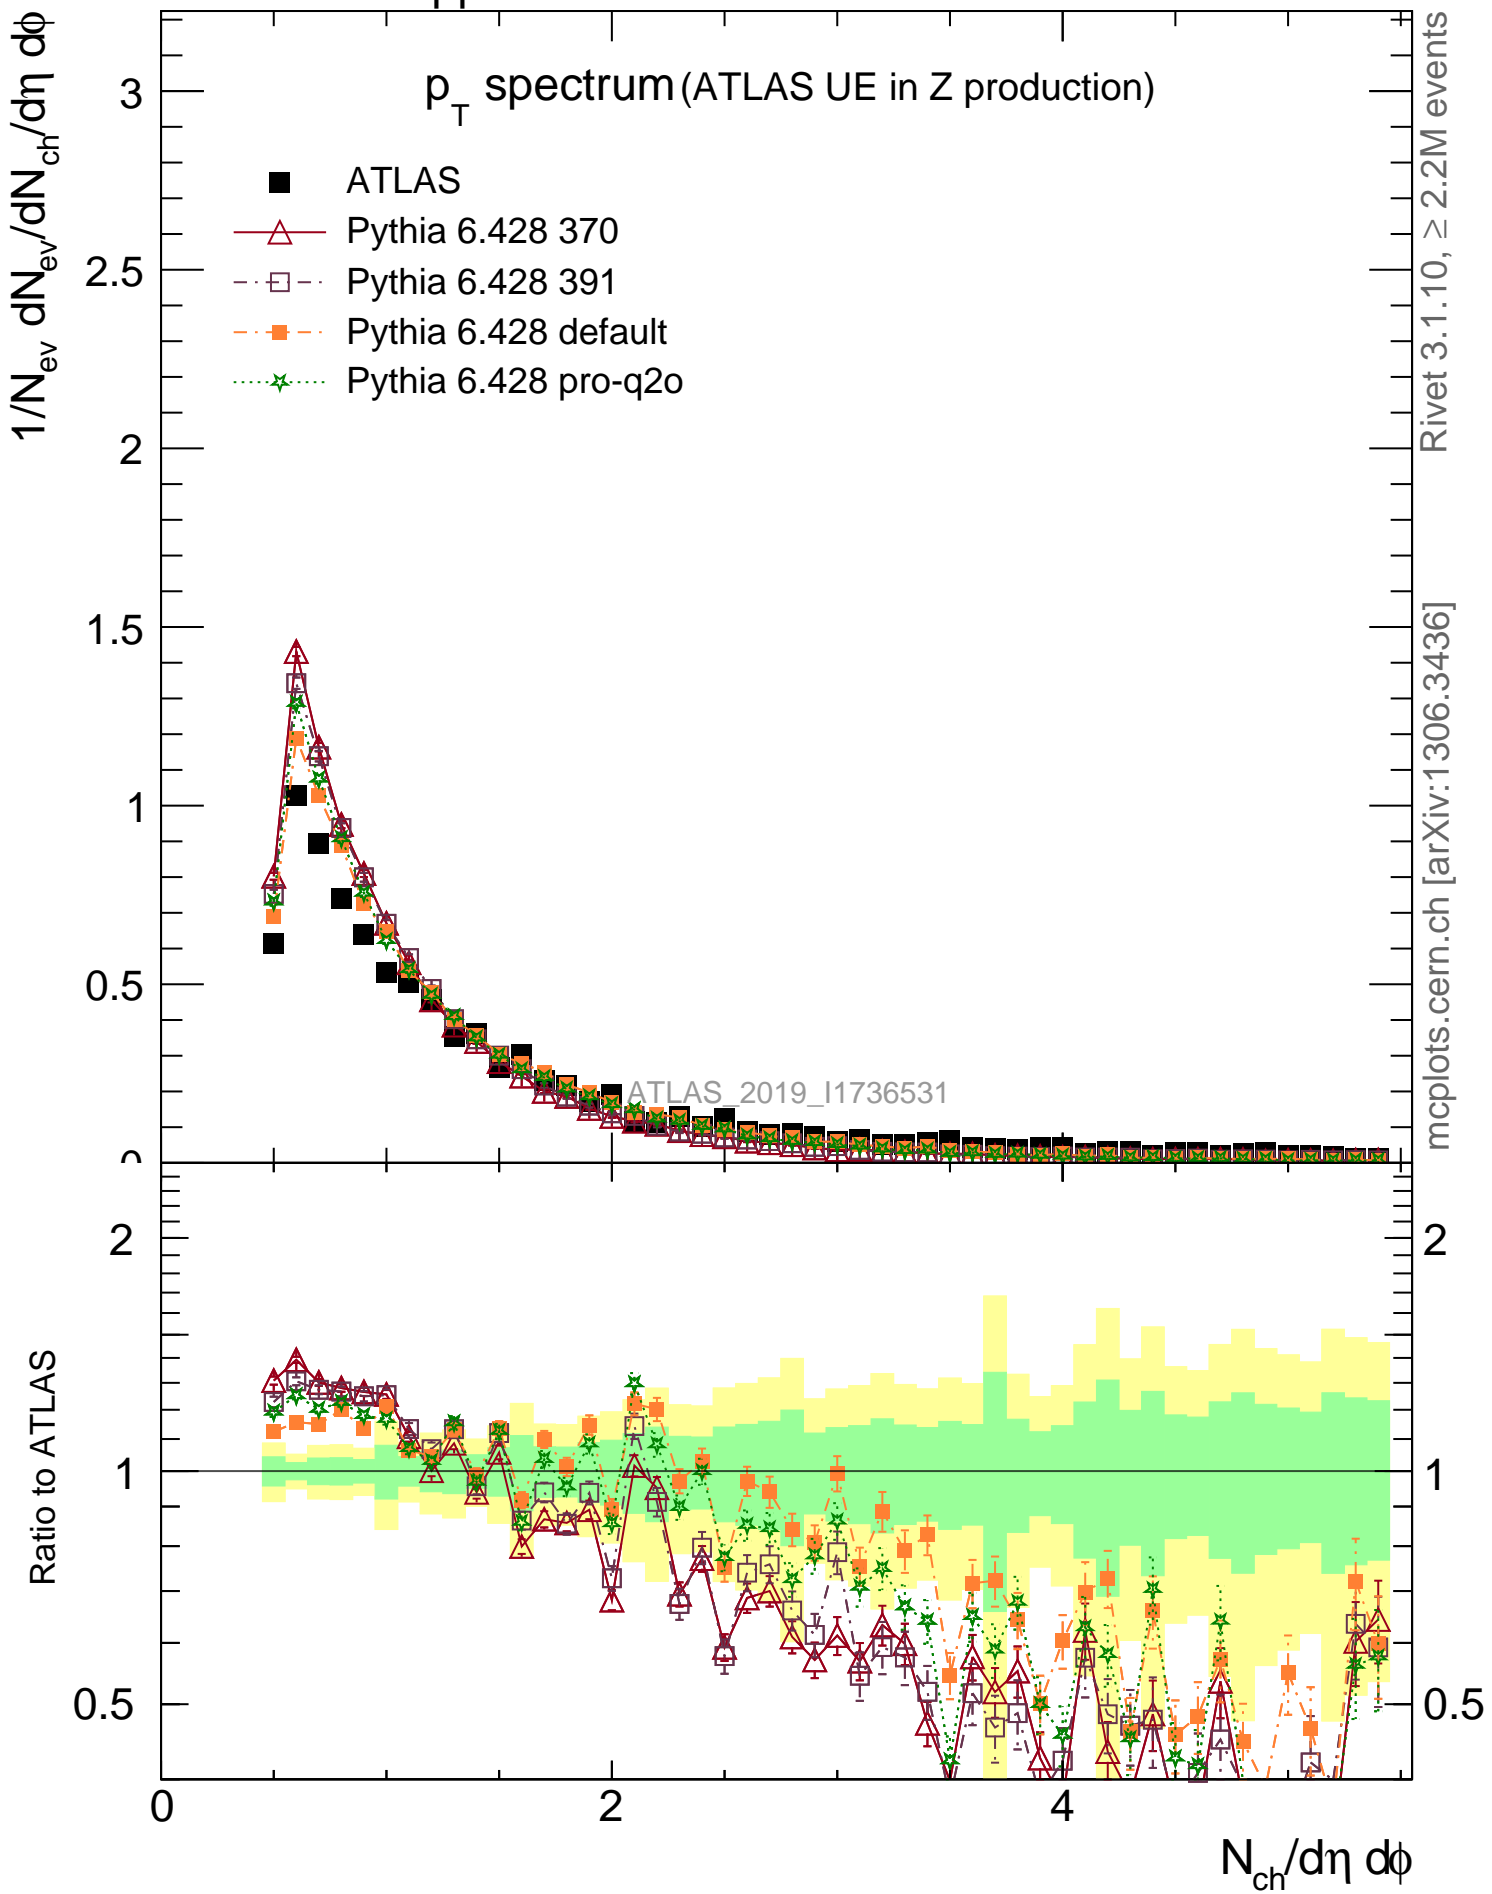 1/N_ev dN_ev/dN_ch/dη dϕ
p_T spectrum (ATLAS UE in Z production)
ATLAS
Pythia 6.428 370
Pythia 6.428 391
Pythia 6.428 default
Pythia 6.428 pro-q2o
3
2.5
2
1.5
1
0.5
0
ATLAS_2019_I1736531
Rivet 3.1.10, ≥ 2.2M events
mcplots.cern.ch [arXiv:1306.3436]
Ratio to ATLAS
2
1
0.5
2
1
0.5
0
2
4
N_ch/dη dϕ